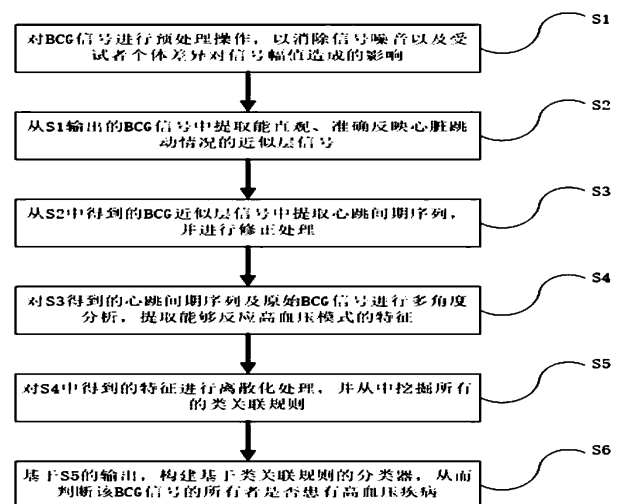 S1
对BCG信号进行预处理操作，以消除信号噪音以及受
试者个体差异对信号幅值造成的影响
S2
从S1输出的BCG信号中提取能直观、准确反映心脏跳
动情况的近似层信号
S3
从S2中得到的BCG近似层信号中提取心跳间期序列，
并进行修正处理
S4
对S3得到的心跳间期序列及原始BCG信号进行多角度
分析，提取能够反应高血压模式的特征
S5
对S4中得到的特征进行离散化处理，并从中挖掘所有
的类关联规则
S6
基于S5的输出，构建基于类关联规则的分类器，从而
判断该BCG信号的所有者是否患有高血压疾病